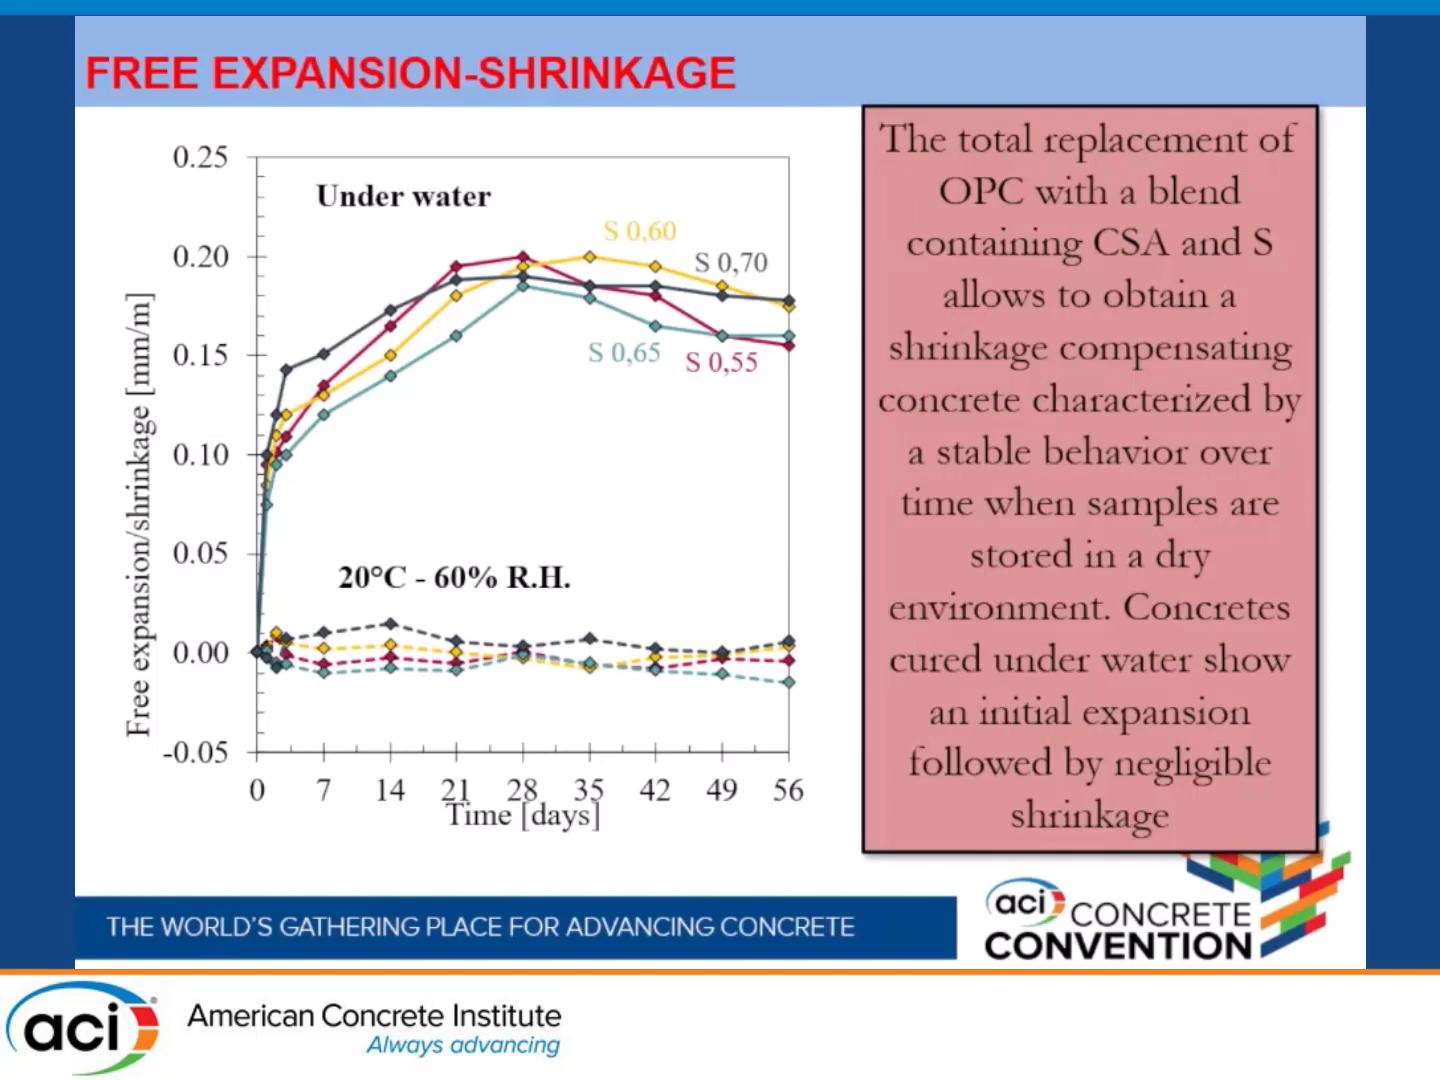 FREE EXPANSION-SHRINKAGE
0.25
0.20
0.15
0.10
0.05
0.00
-0.05
Free expansion/shrinkage [mm/m]
Under water
S 0,60
S 0,70
S 0,65
S 0,55
20°C - 60% R.H.
0 7 14 21 28 35 42 49 56
Time [days]
The total replacement of
OPC with a blend
containing CSA and S
allows to obtain a
shrinkage compensating
concrete characterized by
a stable behavior over
time when samples are
stored in a dry
environment. Concretes
cured under water show
an initial expansion
followed by negligible
shrinkage
THE WORLD'S GATHERING PLACE FOR ADVANCING CONCRETE
aci CONCRETE
CONVENTION
aci
American Concrete Institute
Always advancing